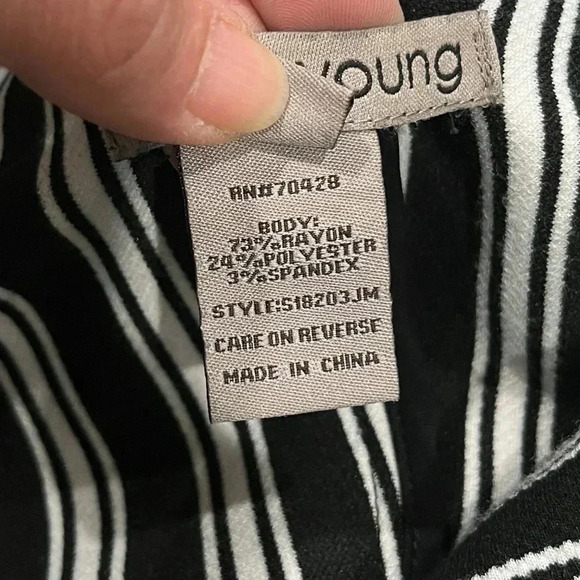 young
RN#70428
BODY:
73%RAYON
24%POLYESTER
3%SPANDEX
STYLE:S18203JM
CARE ON REVERSE
MADE IN CHINA